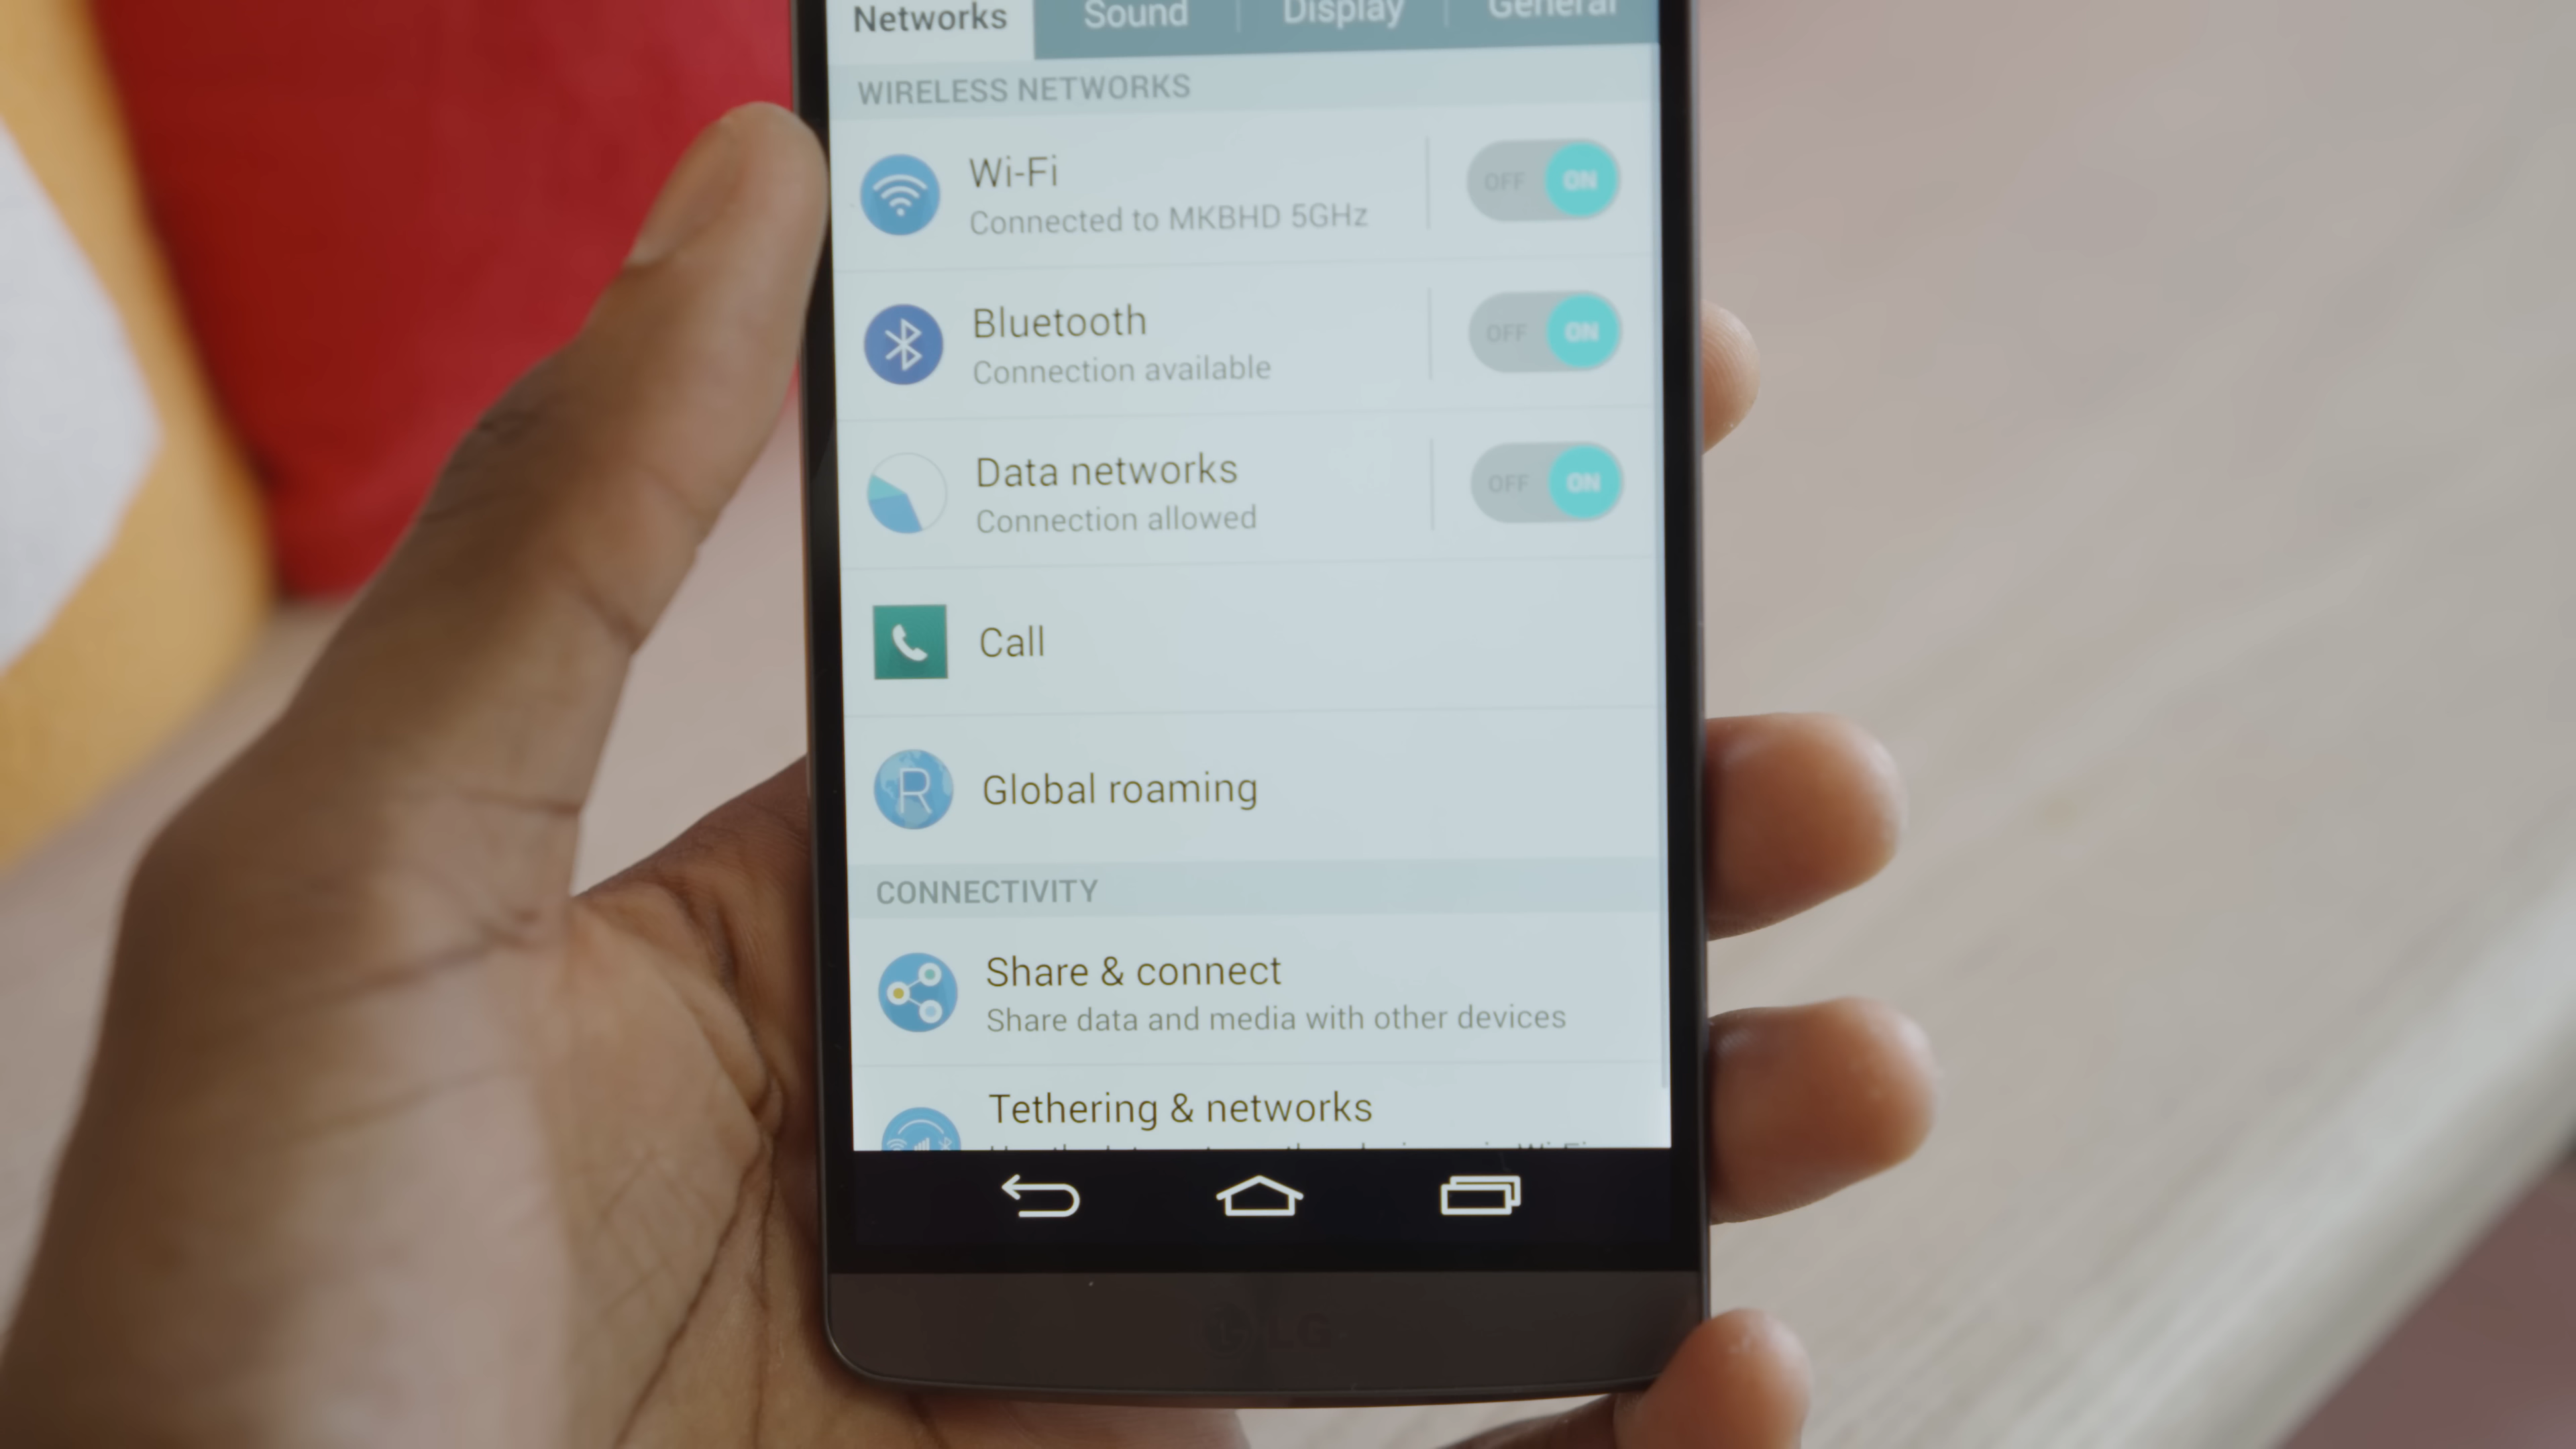 Networks Sound Display General
WIRELESS NETWORKS
Wi-Fi
Connected to MKBHD 5GHz
OFF ON
Bluetooth
Connection available
OFF ON
Data networks
Connection allowed
OFF ON
Call
R
Global roaming
CONNECTIVITY
Share & connect
Share data and media with other devices
Tethering & networks
LG